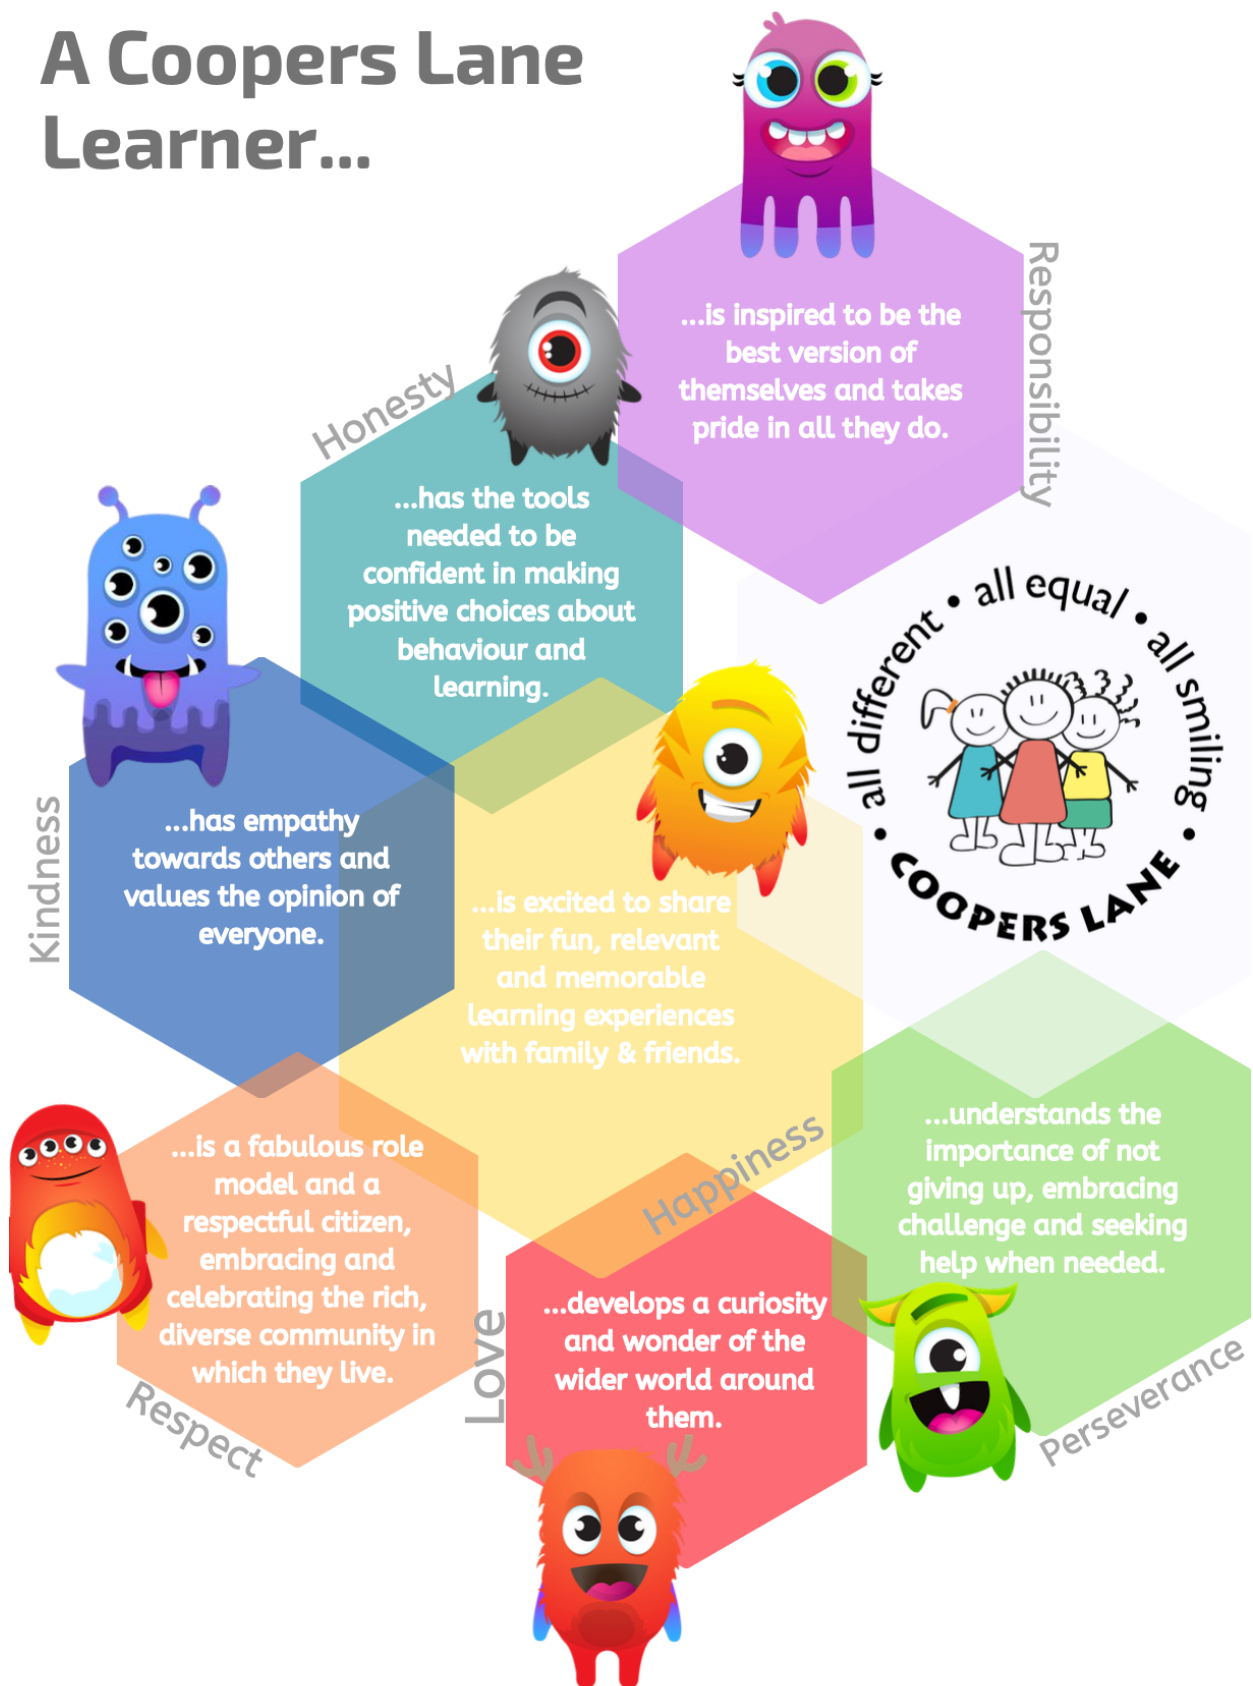 A Coopers Lane
Learner...
Responsibility
...is inspired to be the
best version of
themselves and takes
pride in all they do.
Honesty
...has the tools
needed to be
confident in making
positive choices about
behaviour and
learning.
• all different • all equal • all smiling •
COOPERS LANE
Kindness
...has empathy
towards others and
values the opinion of
everyone.
...is excited to share
their fun, relevant
and memorable
learning experiences
with family & friends.
Happiness
...understands the
importance of not
giving up, embracing
challenge and seeking
help when needed.
Perseverance
...is a fabulous role
model and a
respectful citizen,
embracing and
celebrating the rich,
diverse community in
which they live.
Respect
Love
...develops a curiosity
and wonder of the
wider world around
them.